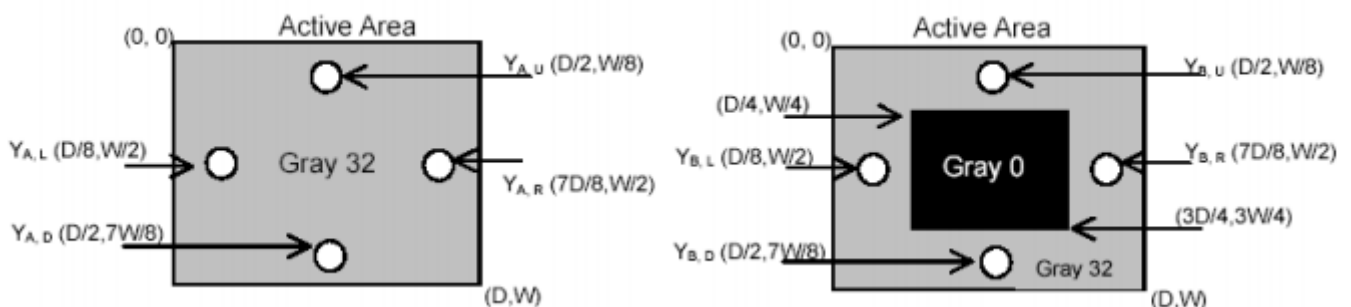 Active Area
(0, 0)
Y_A, U (D/2,W/8)
Y_A, L (D/8,W/2)
Gray 32
Y_A, R (7D/8,W/2)
Y_A, D (D/2,7W/8)
(D,W)
Active Area
(0, 0)
Y_B, U (D/2,W/8)
(D/4,W/4)
Y_B, L (D/8,W/2)
Gray 0
Y_B, R (7D/8,W/2)
(3D/4,3W/4)
Y_B, D (D/2,7W/8)
Gray 32
(D,W)